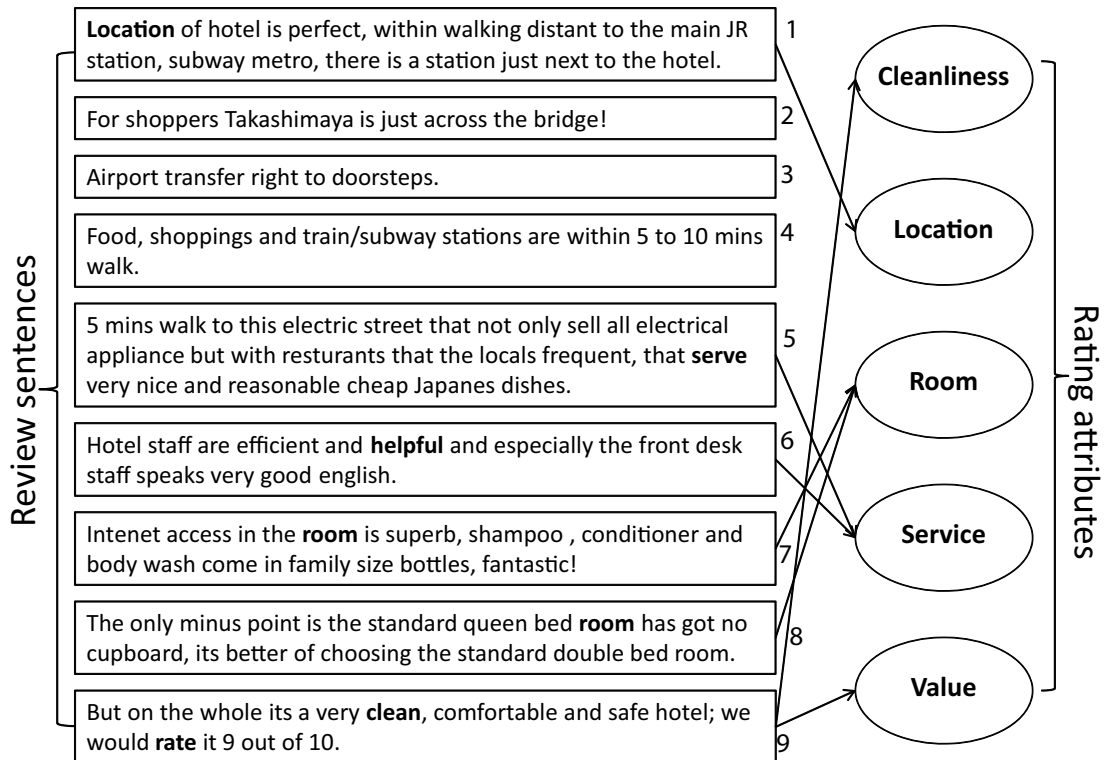 Review sentences
Location of hotel is perfect, within walking distant to the main JR
station, subway metro, there is a station just next to the hotel.
1
For shoppers Takashimaya is just across the bridge!
2
Airport transfer right to doorsteps.
3
Food, shoppings and train/subway stations are within 5 to 10 mins
walk.
4
5 mins walk to this electric street that not only sell all electrical
appliance but with resturants that the locals frequent, that serve
very nice and reasonable cheap Japanes dishes.
5
Hotel staff are efficient and helpful and especially the front desk
staff speaks very good english.
6
Intenet access in the room is superb, shampoo , conditioner and
body wash come in family size bottles, fantastic!
7
The only minus point is the standard queen bed room has got no
cupboard, its better of choosing the standard double bed room.
8
But on the whole its a very clean, comfortable and safe hotel; we
would rate it 9 out of 10.
9
Cleanliness
Location
Room
Service
Value
Rating attributes